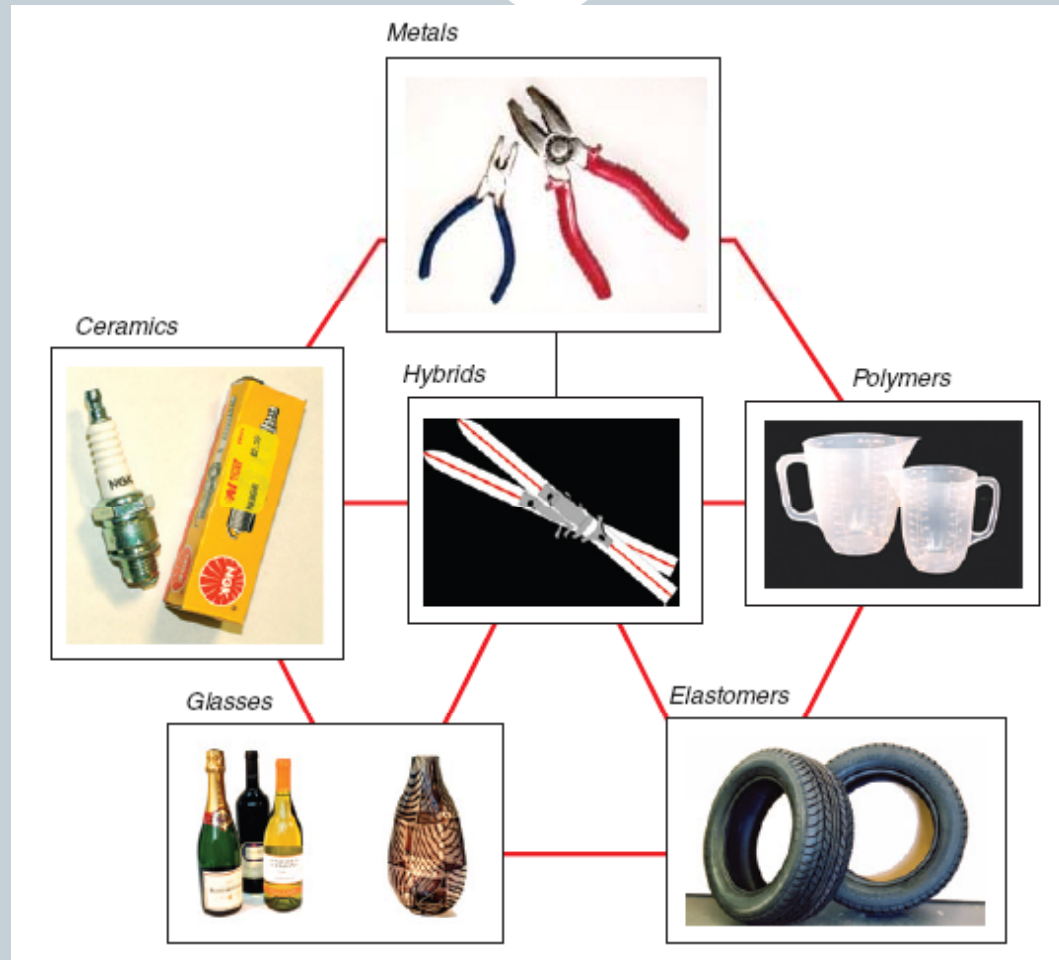 Metals
Ceramics
Hybrids
Polymers
NGK
NGK
Glasses
Elastomers